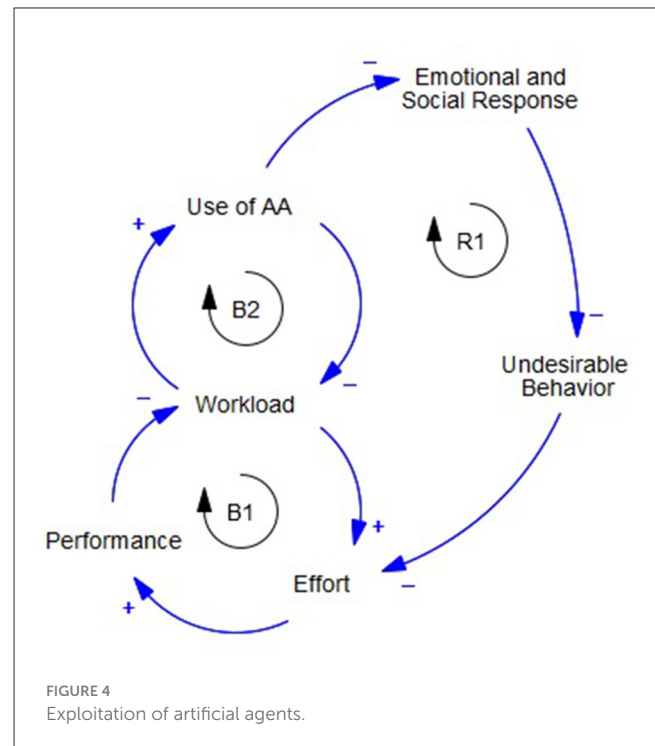 –
Emotional and
Social Response
Use of AA
+
R1
B2
–
Undesirable
Behavior
–
–
Workload
B1
+
Performance
Effort
–
+
FIGURE 4
Exploitation of artificial agents.